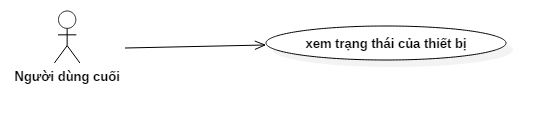 xem trạng thái của thiết bị
Người dùng cuối